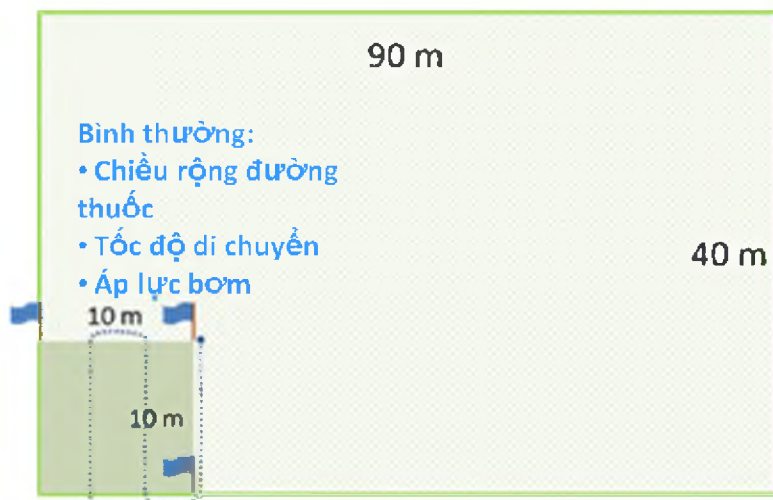 90 m
Bình thường:
• Chiều rộng đường
thuốc
• Tốc độ di chuyển
• Áp lực bơm
40 m
10 m
10 m